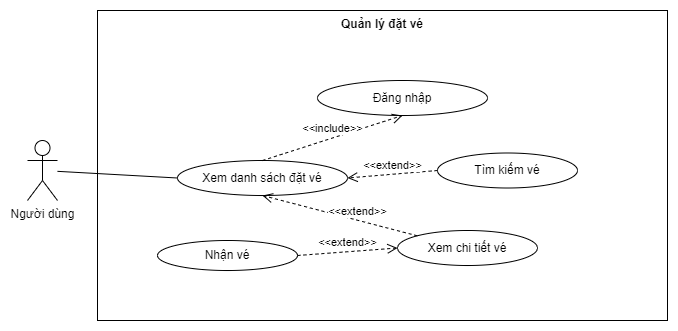 Quản lý đặt vé
Đăng nhập
<<include>>
Người dùng
Xem danh sách đặt vé
<<extend>>
Tìm kiếm vé
<<extend>>
Nhận vé
<<extend>>
Xem chi tiết vé